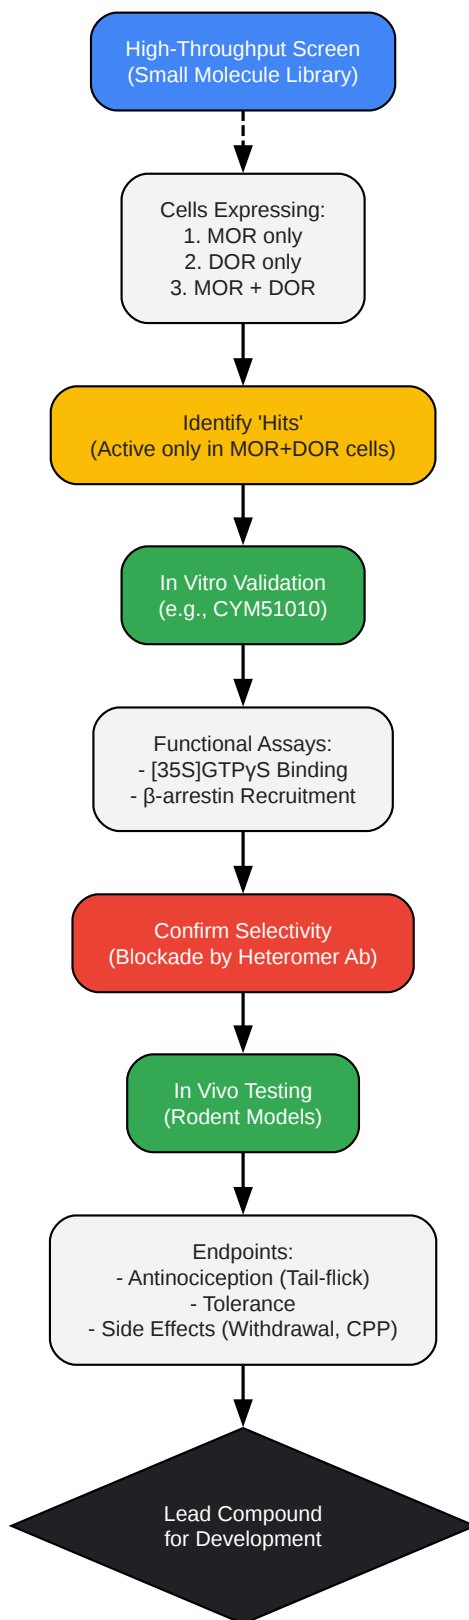 High-Throughput Screen
(Small Molecule Library)
Cells Expressing:
1. MOR only
2. DOR only
3. MOR + DOR
Identify 'Hits'
(Active only in MOR+DOR cells)
In Vitro Validation
(e.g., CYM51010)
Functional Assays:
- [35S]GTPγS Binding
- β-arrestin Recruitment
Confirm Selectivity
(Blockade by Heteromer Ab)
In Vivo Testing
(Rodent Models)
Endpoints:
- Antinociception (Tail-flick)
- Tolerance
- Side Effects (Withdrawal, CPP)
Lead Compound
for Development